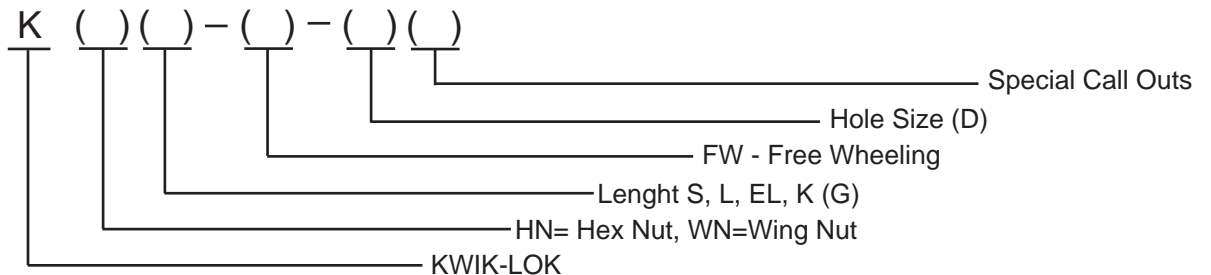 K ( ) ( ) – ( ) – ( ) ( )
Special Call Outs
Hole Size (D)
FW - Free Wheeling
Lenght S, L, EL, K (G)
HN= Hex Nut, WN=Wing Nut
KWIK-LOK